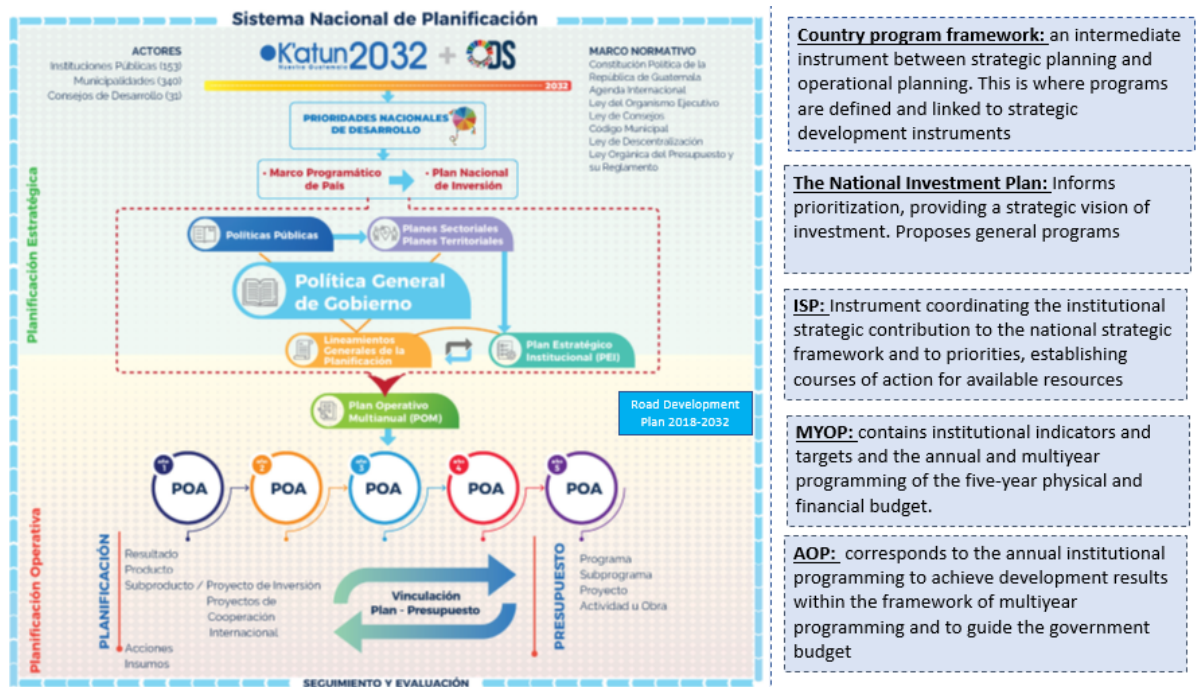 Sistema Nacional de Planificación
ACTORES
Instituciones Públicas (153)
Municipalidades (340)
Consejos de Desarrollo (31)
K'atun2032 + ODS
Nuestra Guatemala
2032
MARCO NORMATIVO
Constitución Política de la
República de Guatemala
Agenda Internacional
Ley del Organismo Ejecutivo
Ley de Consejos
Código Municipal
Ley de Descentralización
Ley Orgánica del Presupuesto y
su Reglamento
PRIORIDADES NACIONALES
DE DESARROLLO
• Marco Programático
de País
• Plan Nacional
de Inversión
Planificación Estratégica
Políticas Públicas
Planes Sectoriales
Planes Territoriales
Política General
de Gobierno
Lineamientos
Generales de la
Planificación
Plan Estratégico
Institucional (PEI)
Plan Operativo
Multianual (POM)
Road Development
Plan 2018-2032
Planificación Operativa
año 1
POA
año 2
POA
año 3
POA
año 4
POA
año 5
POA
PLANIFICACIÓN
Resultado
Producto
Subproducto / Proyecto de Inversión
Proyectos de
Cooperación
Internacional
Acciones
Insumos
Vinculación
Plan - Presupuesto
PRESUPUESTO
Programa
Subprograma
Proyecto
Actividad u Obra
SEGUIMIENTO Y EVALUACIÓN
Country program framework: an intermediate
instrument between strategic planning and
operational planning. This is where programs
are defined and linked to strategic
development instruments
The National Investment Plan: Informs
prioritization, providing a strategic vision of
investment. Proposes general programs
ISP: Instrument coordinating the institutional
strategic contribution to the national strategic
framework and to priorities, establishing
courses of action for available resources
MYOP: contains institutional indicators and
targets and the annual and multiyear
programming of the five-year physical and
financial budget.
AOP: corresponds to the annual institutional
programming to achieve development results
within the framework of multiyear
programming and to guide the government
budget